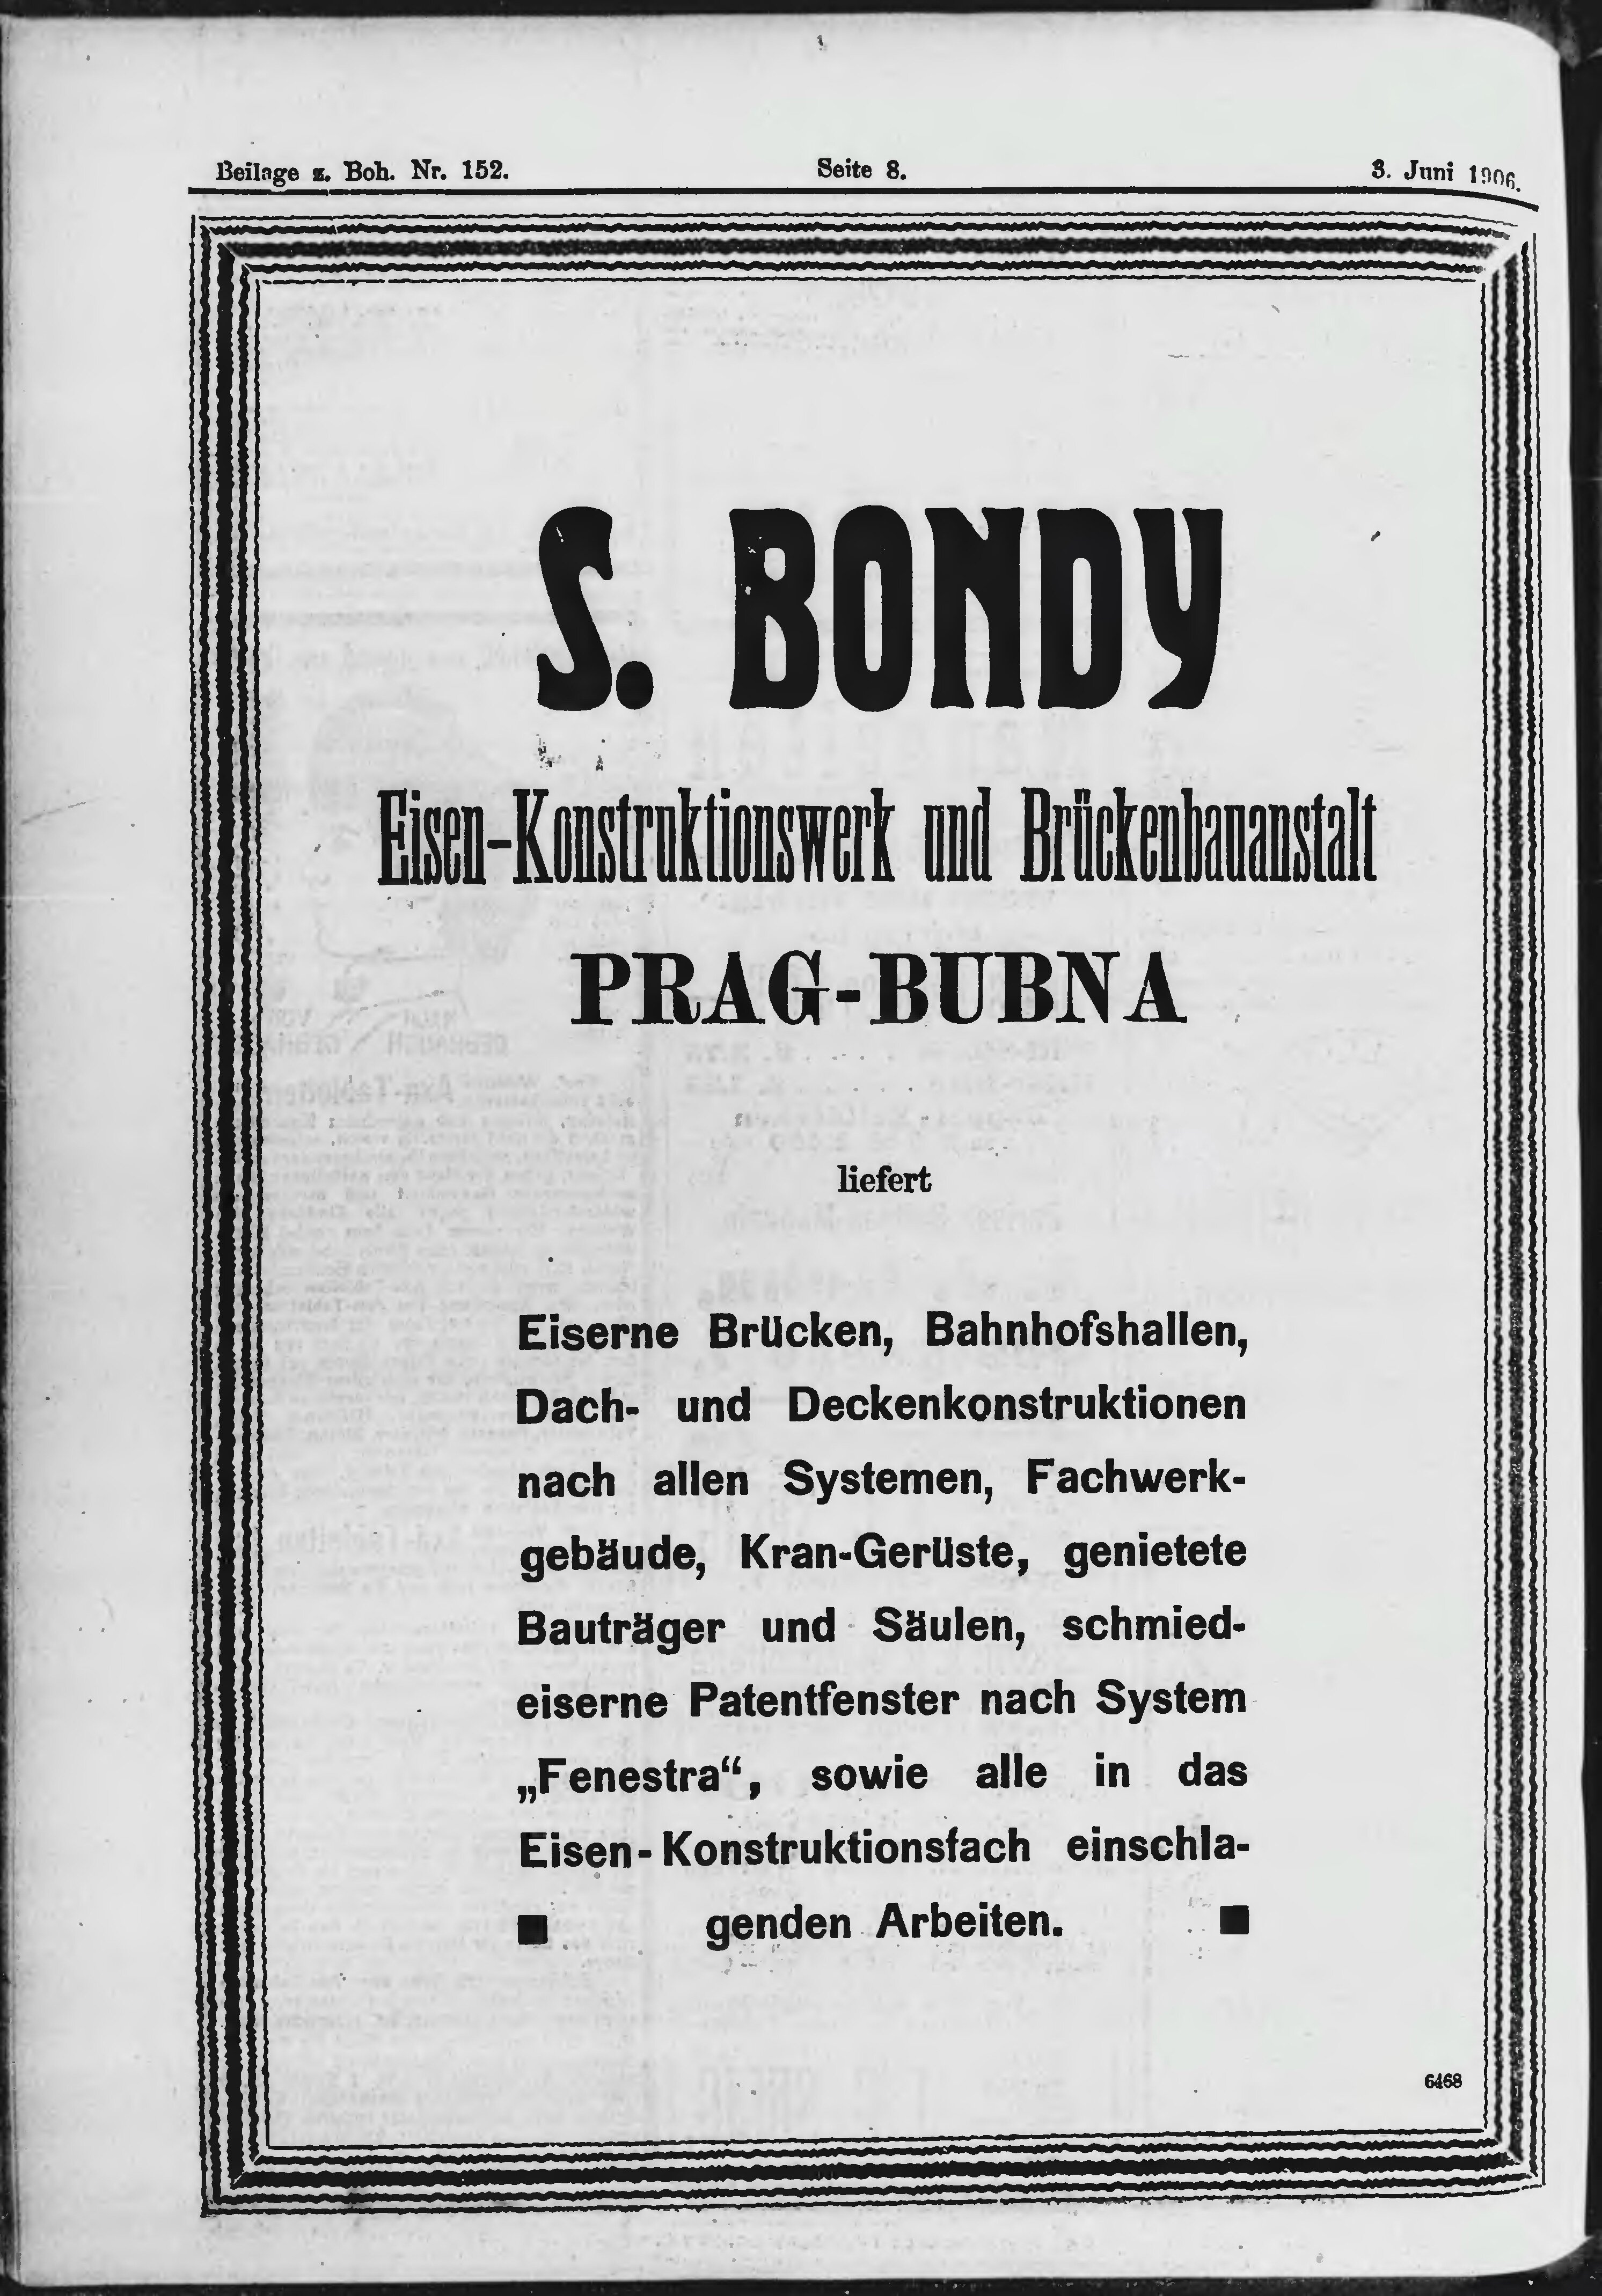 Beilage z. Boh. Nr. 152.
Seite 8.
3. Juni 1906.
S. BONDY
Eisen-Konstruktionswerk und Brückenbauanstalt
PRAG-BUBNA
liefert
Eiserne Brücken, Bahnhofshallen,
Dach- und Deckenkonstruktionen
nach allen Systemen, Fachwerk-
gebäude, Kran-Gerüste, genietete
Bauträger und Säulen, schmied-
eiserne Patentfenster nach System
„Fenestra“, sowie alle in das
Eisen-Konstruktionsfach einschla-
genden Arbeiten.
6468